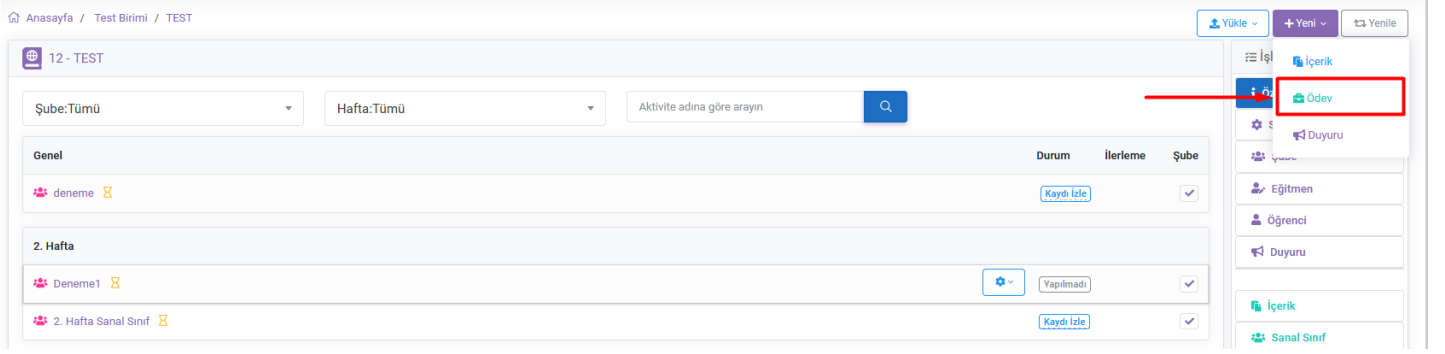 Anasayfa / Test Birimi / TEST
Yükle
Yeni
Yenile
12 - TEST
İçerik
Ödev
Duyuru
Şube:Tümü
Hafta:Tümü
Aktivite adına göre arayın
Genel
Durum İlerleme Şube
deneme
Kaydı İzle
2. Hafta
Deneme1
Yapılmadı
2. Hafta Sanal Sınıf
Kaydı İzle
Eğitmen
Öğrenci
Duyuru
İçerik
Sanal Sınıf